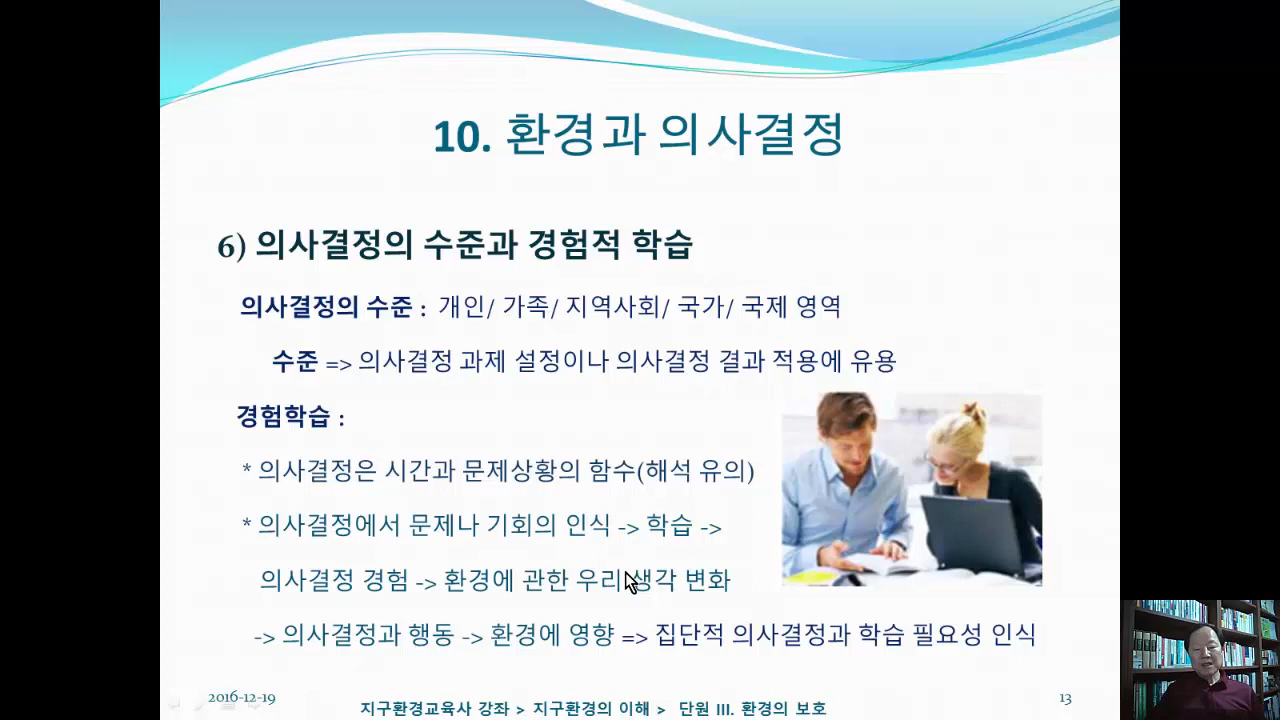 10. 환경과 의사결정
6) 의사결정의 수준과 경험적 학습
의사결정의 수준 : 개인/ 가족/ 지역사회/ 국가/ 국제 영역
수준 => 의사결정 과제 설정이나 의사결정 결과 적용에 유용
경험학습 :
* 의사결정은 시간과 문제상황의 함수(해석 유의)
* 의사결정에서 문제나 기회의 인식 -> 학습 ->
의사결정 경험 -> 환경에 관한 우리 생각 변화
-> 의사결정과 행동 -> 환경에 영향 => 집단적 의사결정과 학습 필요성 인식
2016-12-19
지구환경교육사 강좌 > 지구환경의 이해 > 단원 III. 환경의 보호
13